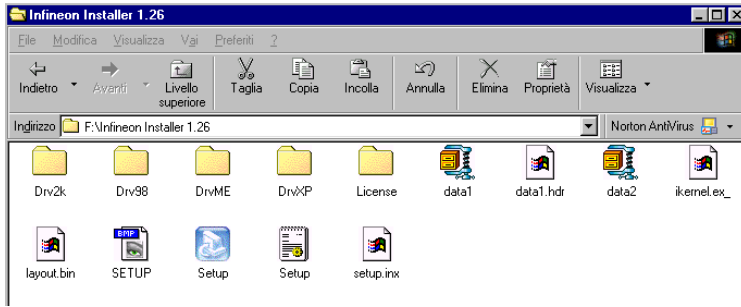 Infineon Installer 1.26
File Modifica Visualizza Vai Preferiti ?
Indietro Avanti Livello superiore Taglia Copia Incolla Annulla Elimina Proprietà Visualizza
Indirizzo F:\Infineon Installer 1.26 Norton AntiVirus
Drv2k Drv98 DrvME DrvXP License data1 data1.hdr data2 ikernel.ex_
BMP
layout.bin SETUP Setup Setup setup.inx